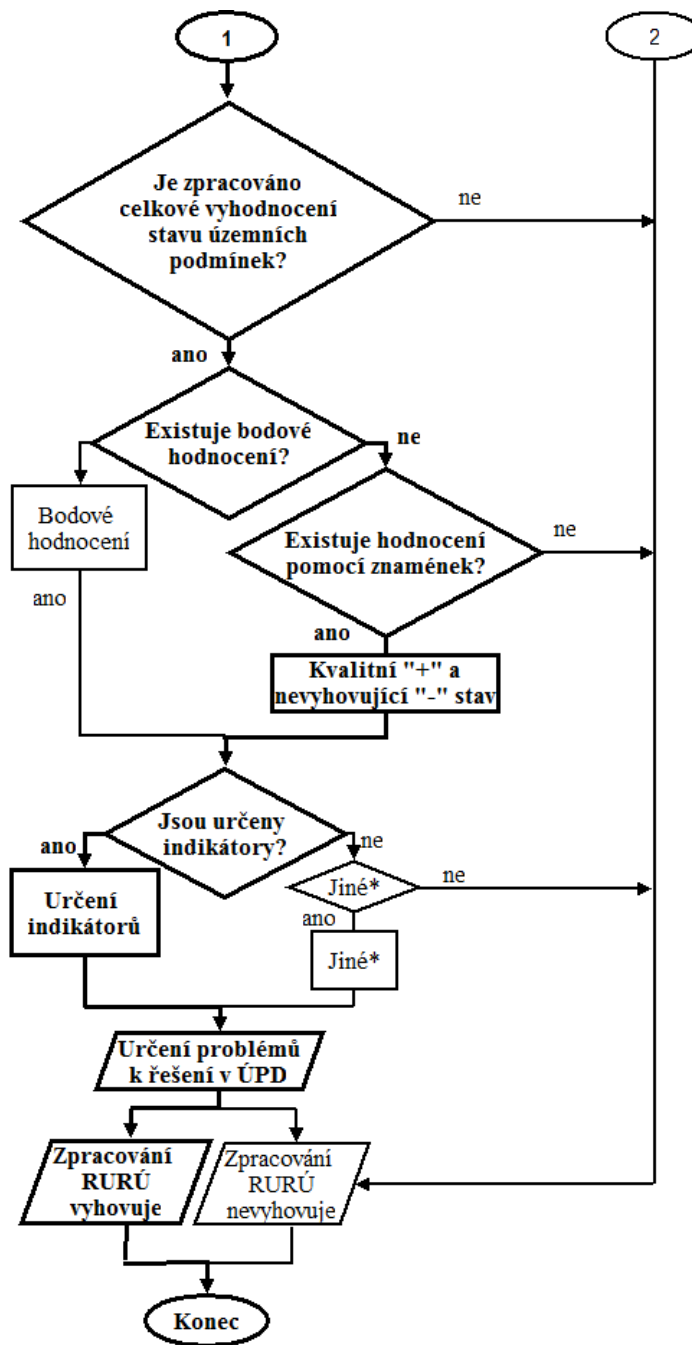 1
2
Je zpracováno
celkové vyhodnocení
stavu územních
podmínek?
ne
ano
Existuje bodové
hodnocení?
ne
Bodové
hodnocení
Existuje hodnocení
pomocí znamének?
ne
ano
ano
Kvalitní "+" a
nevyhovující "-" stav
Jsou určeny
indikátory?
ano
ne
Určení
indikátorů
Jiné*
ne
ano
Jiné*
Určení problémů
k řešení v ÚPD
Zpracování
RURÚ
vyhovuje
Zpracování
RURÚ
nevyhovuje
Konec